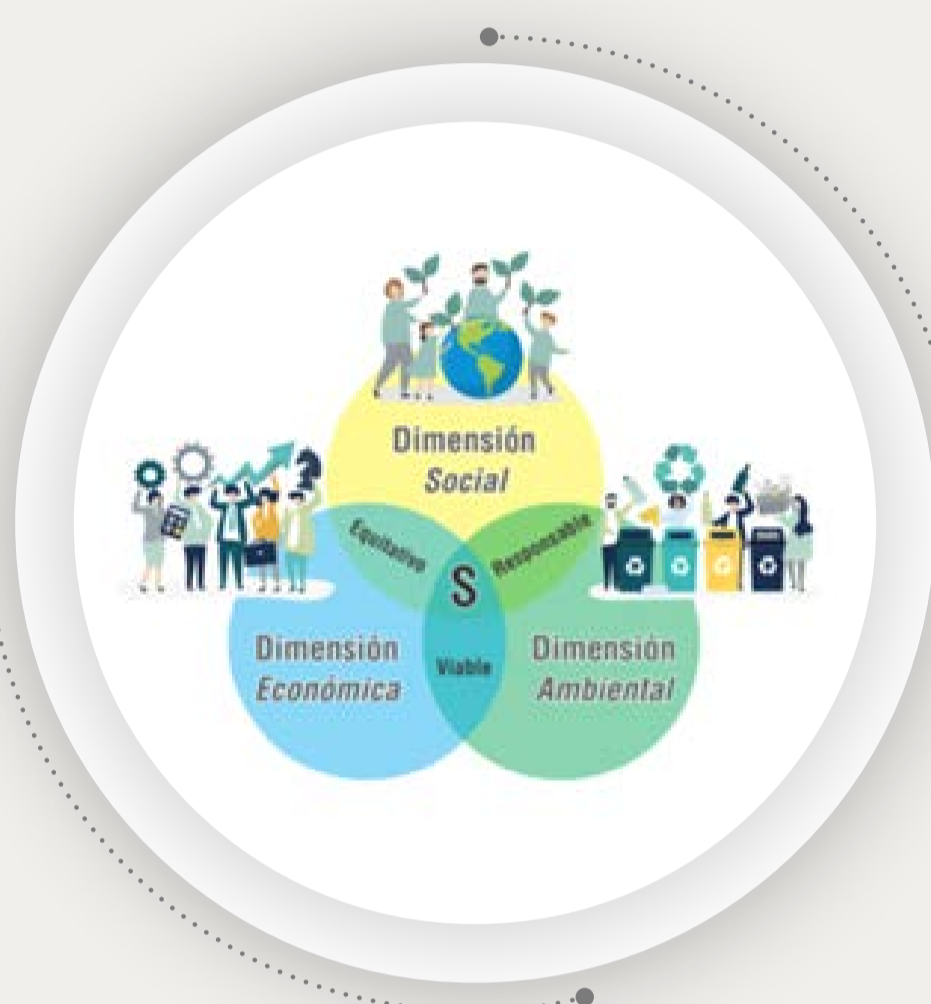 Dimensión
Social
Equitativo
Responsable
S
Dimensión
Económica
Viable
Dimensión
Ambiental